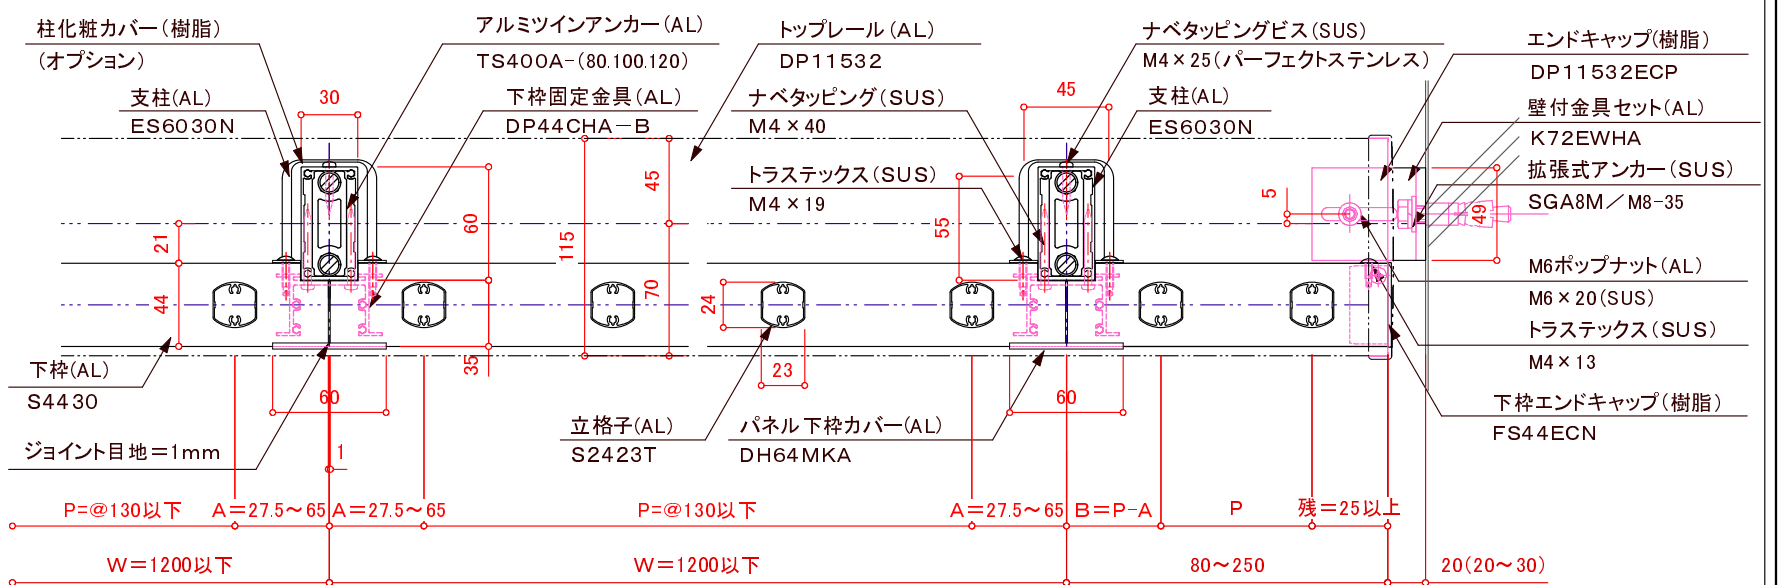 柱化粧カバー(樹脂)
(オプション)
支柱(AL)
ES6030N
30
アルミツインアンカー(AL)
TS400A-(80.100.120)
下枠固定金具(AL)
DP44CHA-B
トップレール(AL)
DP11532
ナベタッピング(SUS)
M4×40
トラステックス(SUS)
M4×19
ナベタッピングビス(SUS)
M4×25(パーフェクトステンレス)
45
支柱(AL)
ES6030N
エンドキャップ(樹脂)
DP11532ECP
壁付金具セット(AL)
K72EWHA
拡張式アンカー(SUS)
SGA8M／M8-35
M6ポップナット(AL)
M6×20(SUS)
トラステックス(SUS)
M4×13
下枠エンドキャップ(樹脂)
FS44ECN
21
44
60
35
115
45
70
55
24
23
5
49
60
60
下枠(AL)
S4430
ジョイント目地＝1mm
1
立格子(AL)
S2423T
パネル下枠カバー(AL)
DH64MKA
P=@130以下
A＝27.5～65
A＝27.5～65
P=@130以下
A＝27.5～65
B＝P-A
P
残＝25以上
W＝1200以下
W＝1200以下
80～250
20(20～30)